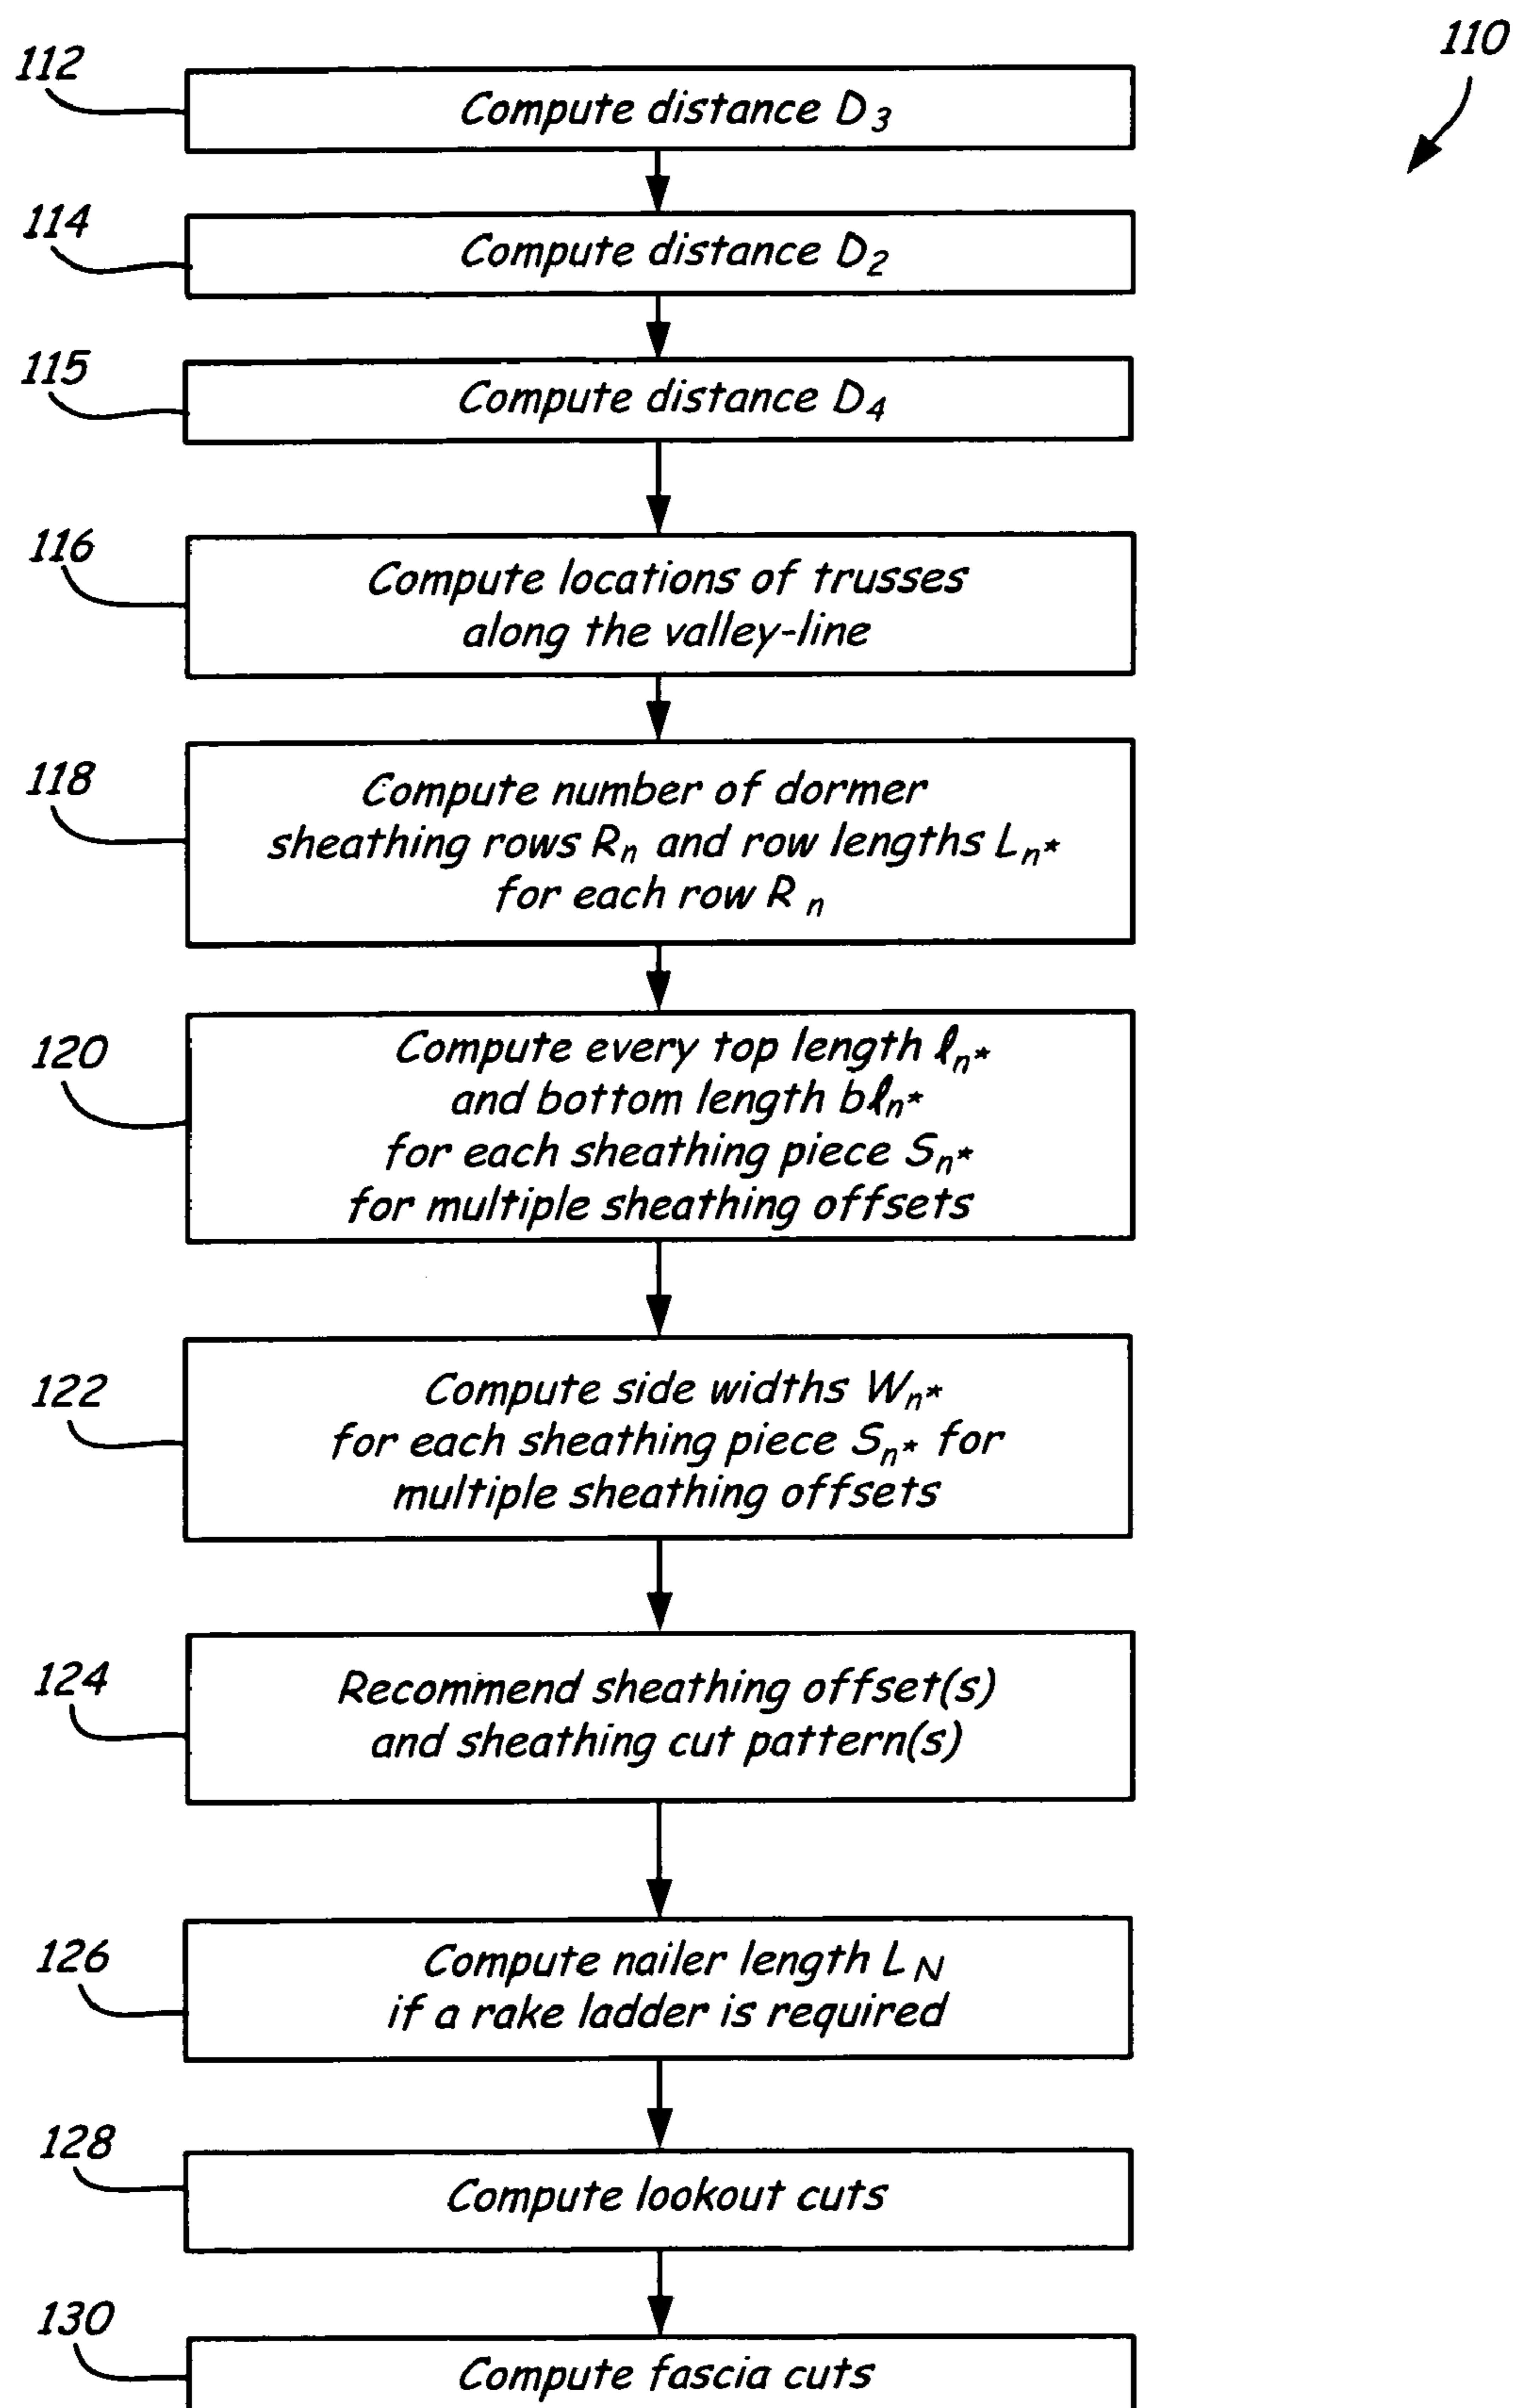 110
112
Compute distance D3
114
Compute distance D2
115
Compute distance D4
116
Compute locations of trusses
along the valley-line
118
Compute number of dormer
sheathing rows Rn and row lengths Ln*
for each row Rn
120
Compute every top length ℓn*
and bottom length bℓn*
for each sheathing piece Sn*
for multiple sheathing offsets
122
Compute side widths Wn*
for each sheathing piece Sn* for
multiple sheathing offsets
124
Recommend sheathing offset(s)
and sheathing cut pattern(s)
126
Compute nailer length LN
if a rake ladder is required
128
Compute lookout cuts
130
Compute fascia cuts